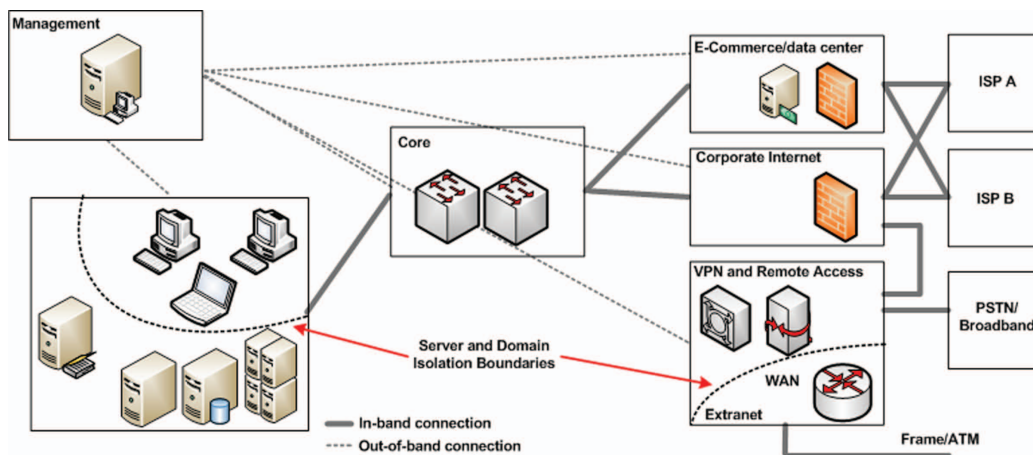 Management
E-Commerce/data center
ISP A
Core
Corporate Internet
ISP B
VPN and Remote Access
PSTN/
Broadband
Server and Domain
Isolation Boundaries
WAN
Extranet
In-band connection
Out-of-band connection
Frame/ATM